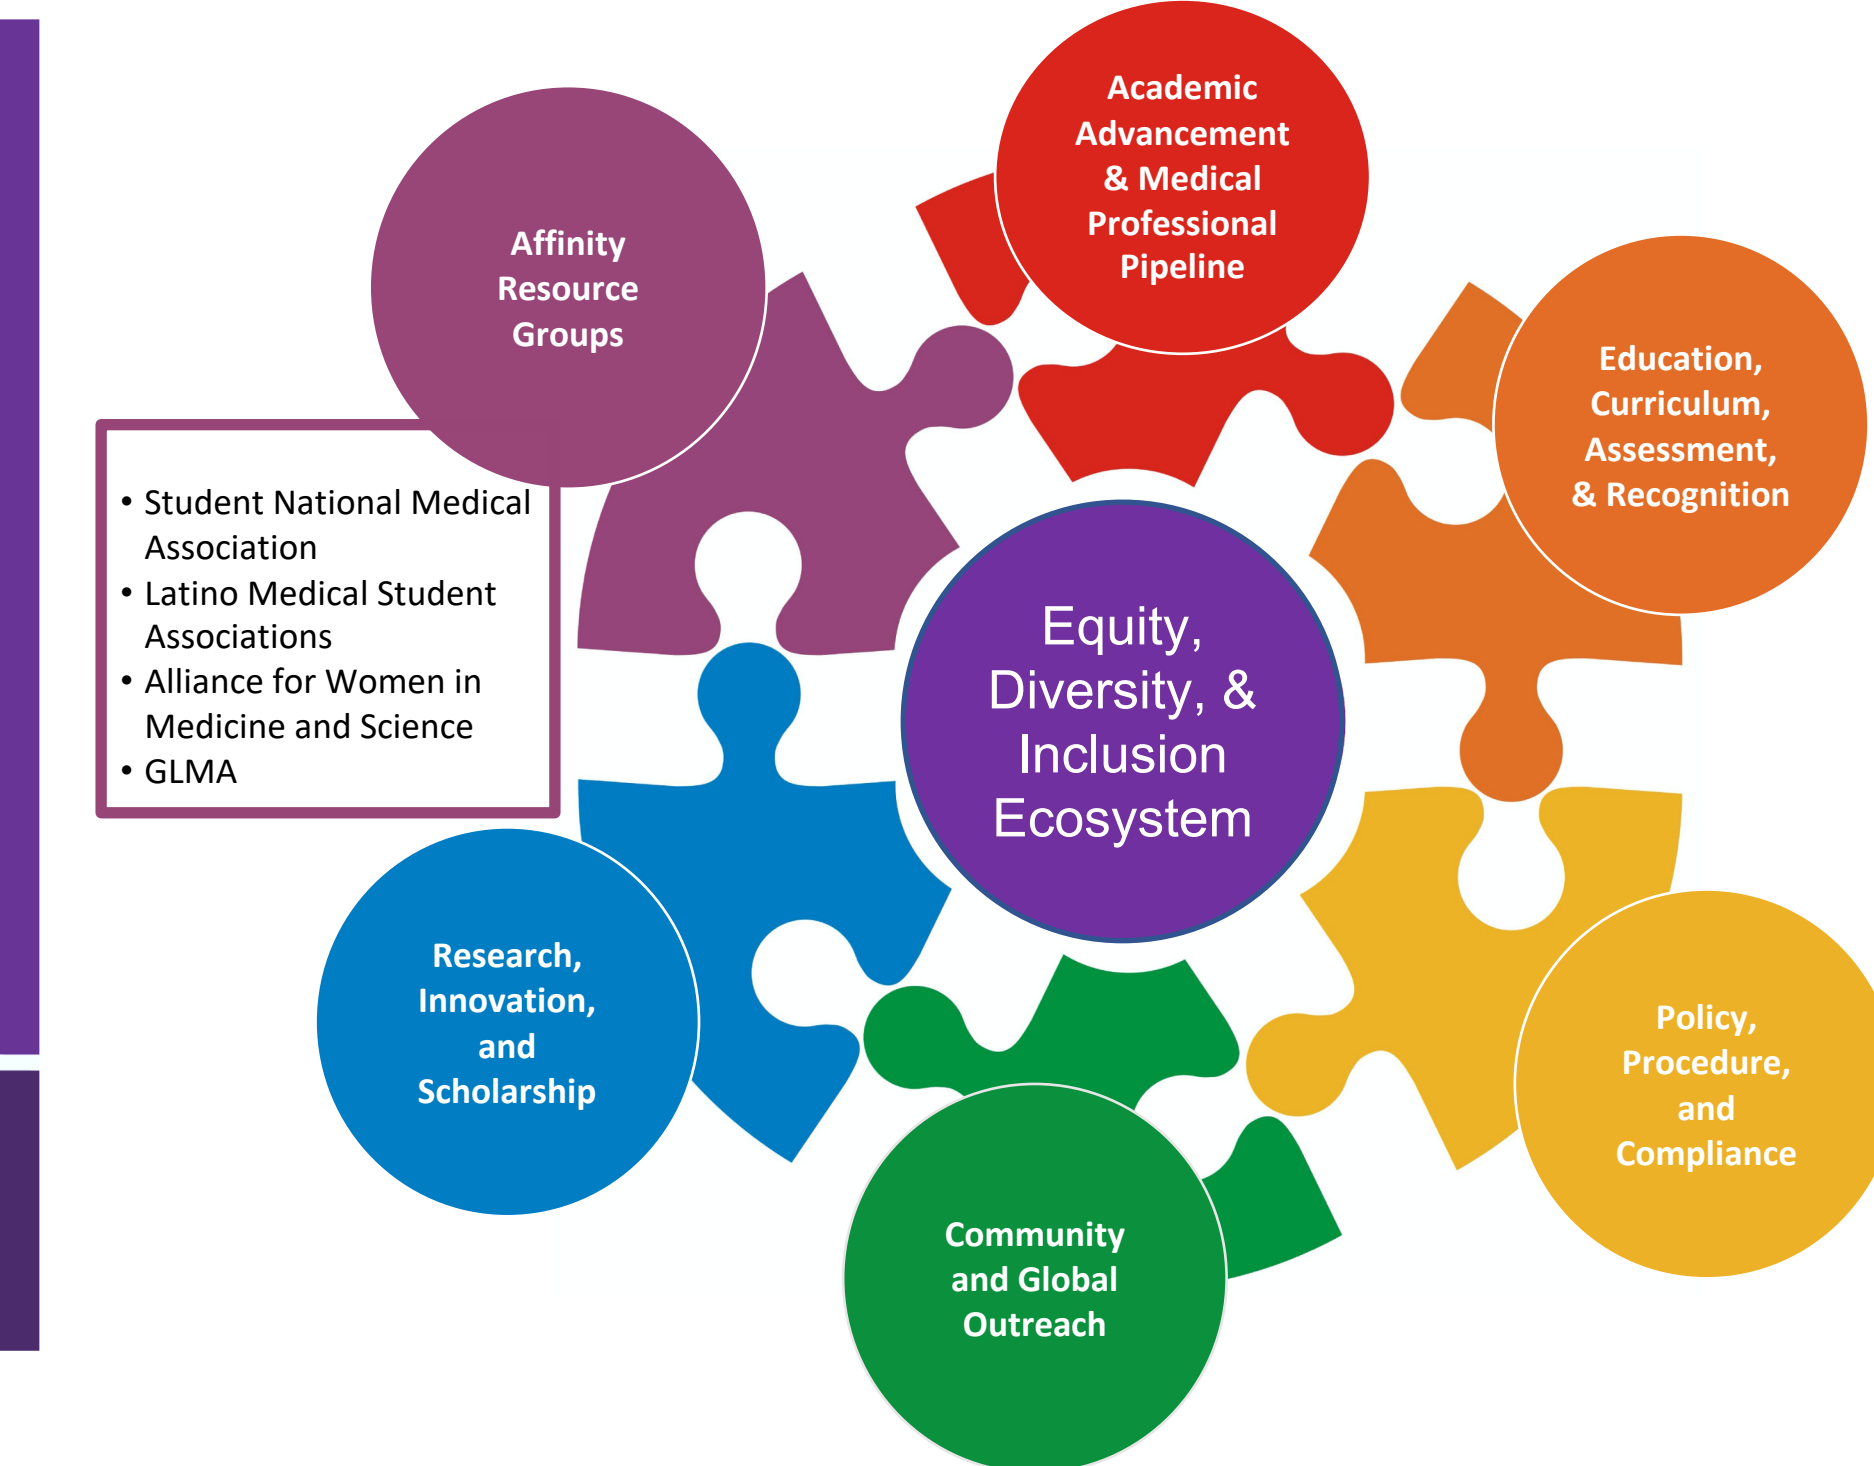 Academic
Advancement
& Medical
Professional
Pipeline
Affinity
Resource
Groups
Education,
Curriculum,
Assessment,
& Recognition
• Student National Medical
Association
• Latino Medical Student
Associations
• Alliance for Women in
Medicine and Science
• GLMA
Equity,
Diversity, &
Inclusion
Ecosystem
Research,
Innovation,
and
Scholarship
Policy,
Procedure,
and
Compliance
Community
and Global
Outreach